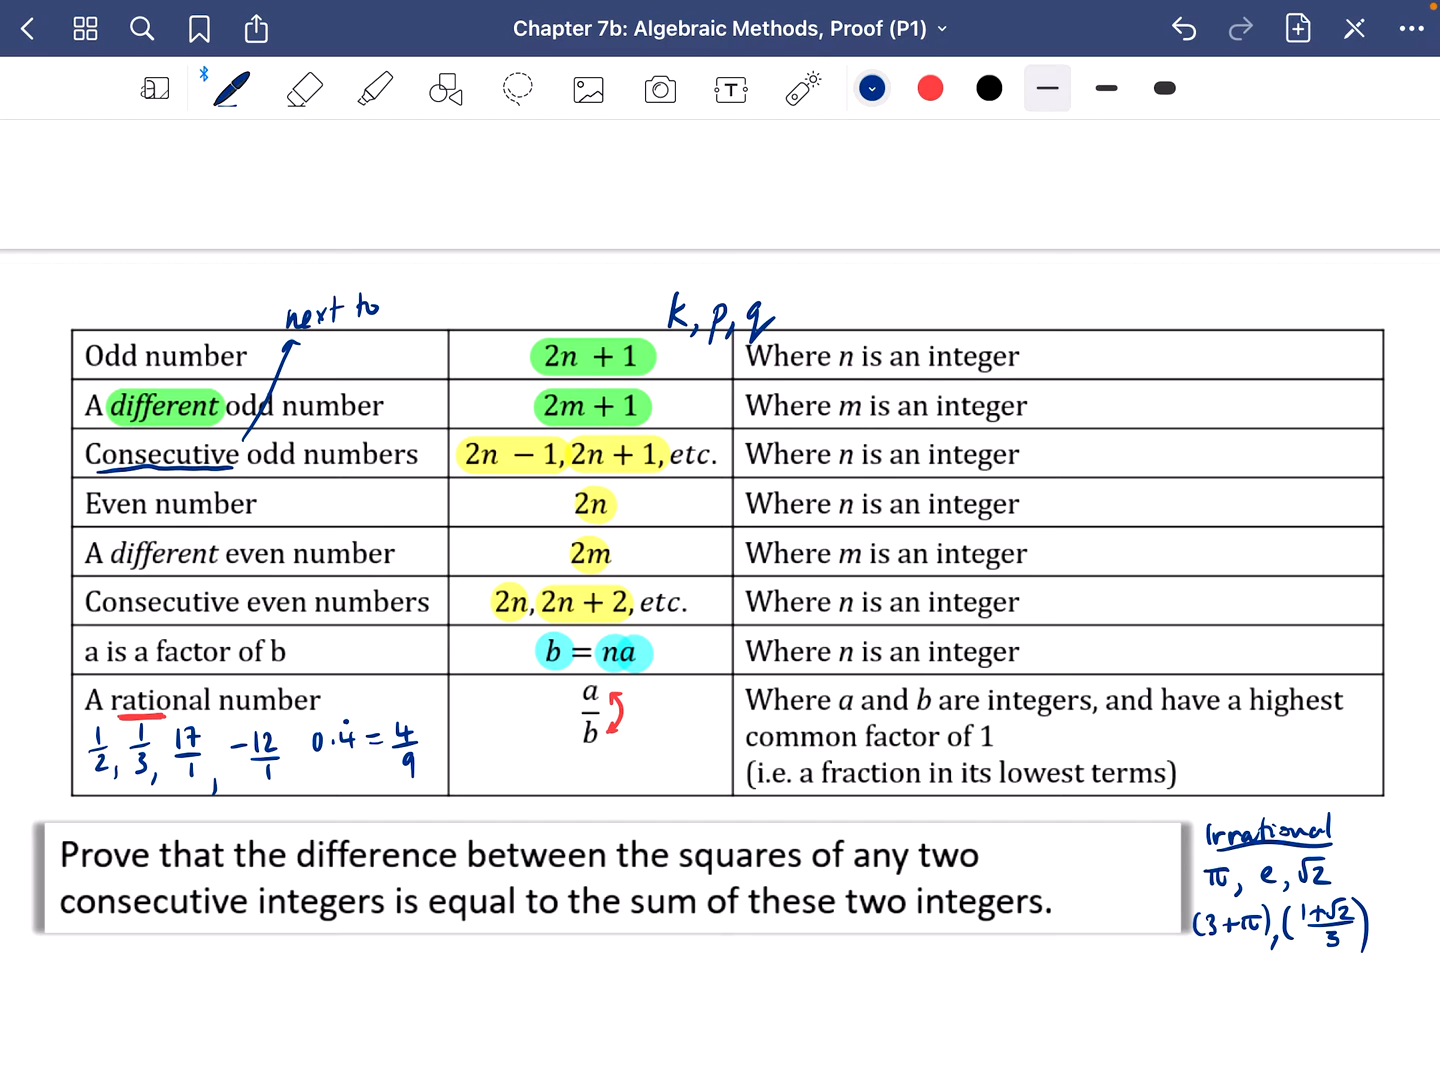 Chapter 7b: Algebraic Methods, Proof (P1)
T
next to
k, p, q
Odd number 2n + 1 Where n is an integer
A different odd number 2m + 1 Where m is an integer
Consecutive odd numbers 2n − 1, 2n + 1, etc. Where n is an integer
Even number 2n Where n is an integer
A different even number 2m Where m is an integer
Consecutive even numbers 2n, 2n + 2, etc. Where n is an integer
a is a factor of b b = na Where n is an integer
A rational number a/b Where a and b are integers, and have a highest
common factor of 1
(i.e. a fraction in its lowest terms)
1/2, 1/3, 17/1, −12/1 0.4̇ = 4/9
Prove that the difference between the squares of any two
consecutive integers is equal to the sum of these two integers.
Irrational
π, e, √2
(3+π), (1+√2/3)